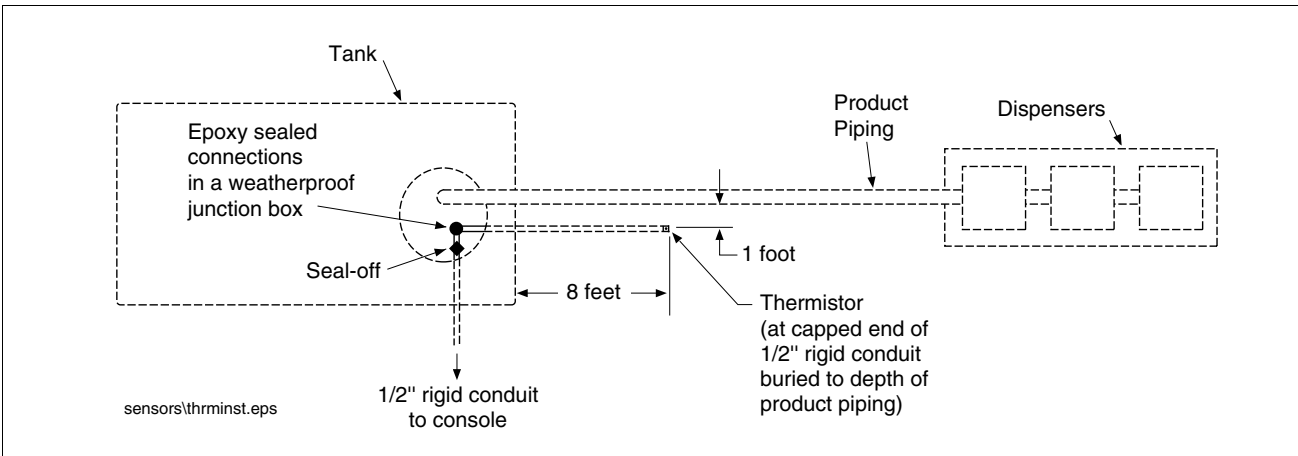 Tank
Epoxy sealed
connections
in a weatherproof
junction box
Seal-off
8 feet
1/2" rigid conduit
to console
Product
Piping
Dispensers
1 foot
Thermistor
(at capped end of
1/2" rigid conduit
buried to depth of
product piping)
sensors\thrminst.eps